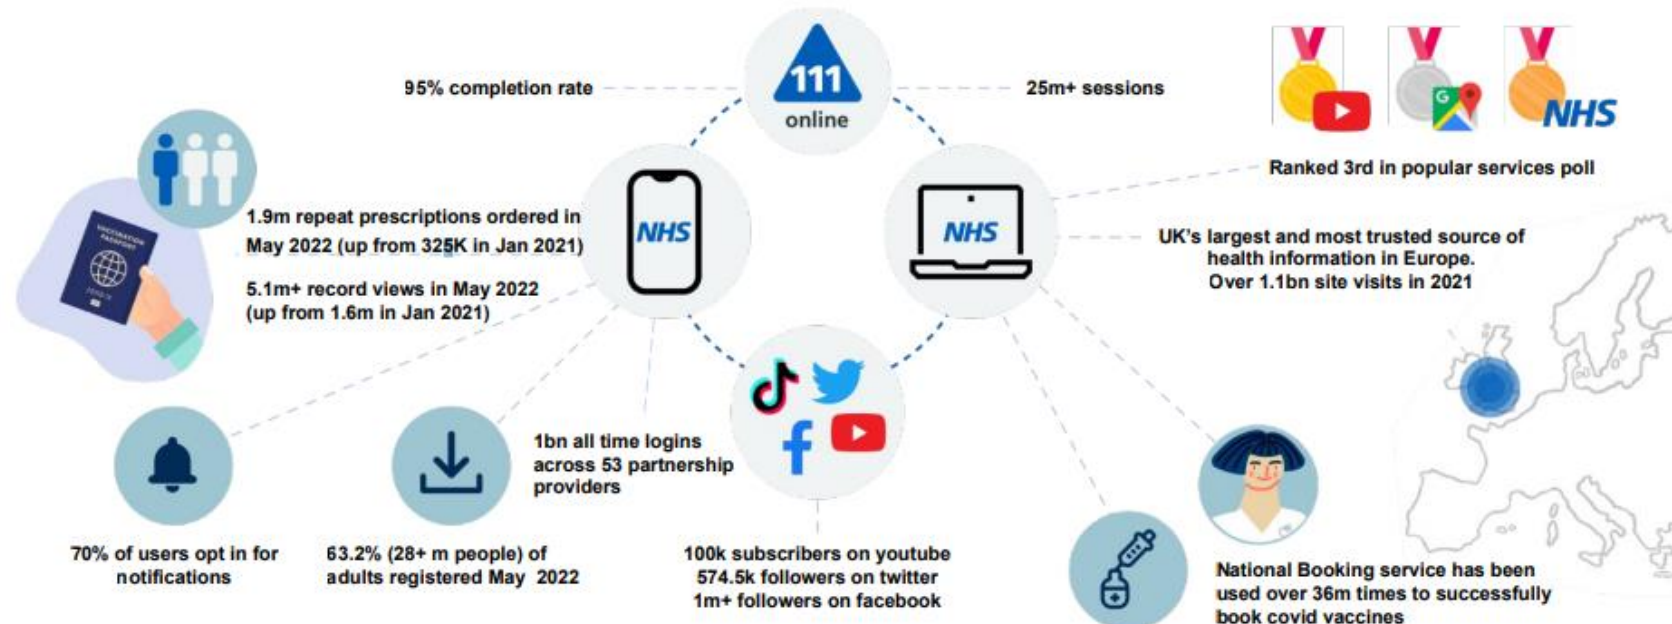 111
online
95% completion rate
25m+ sessions
NHS
Ranked 3rd in popular services poll
1.9m repeat prescriptions ordered in
May 2022 (up from 325K in Jan 2021)
5.1m+ record views in May 2022
(up from 1.6m in Jan 2021)
VACCINATION
PASSPORT
NHS
NHS
UK's largest and most trusted source of
health information in Europe.
Over 1.1bn site visits in 2021
G
1bn all time logins
across 53 partnership
providers
70% of users opt in for
notifications
63.2% (28+ m people) of
adults registered May 2022
100k subscribers on youtube
574.5k followers on twitter
1m+ followers on facebook
National Booking service has been
used over 36m times to successfully
book covid vaccines